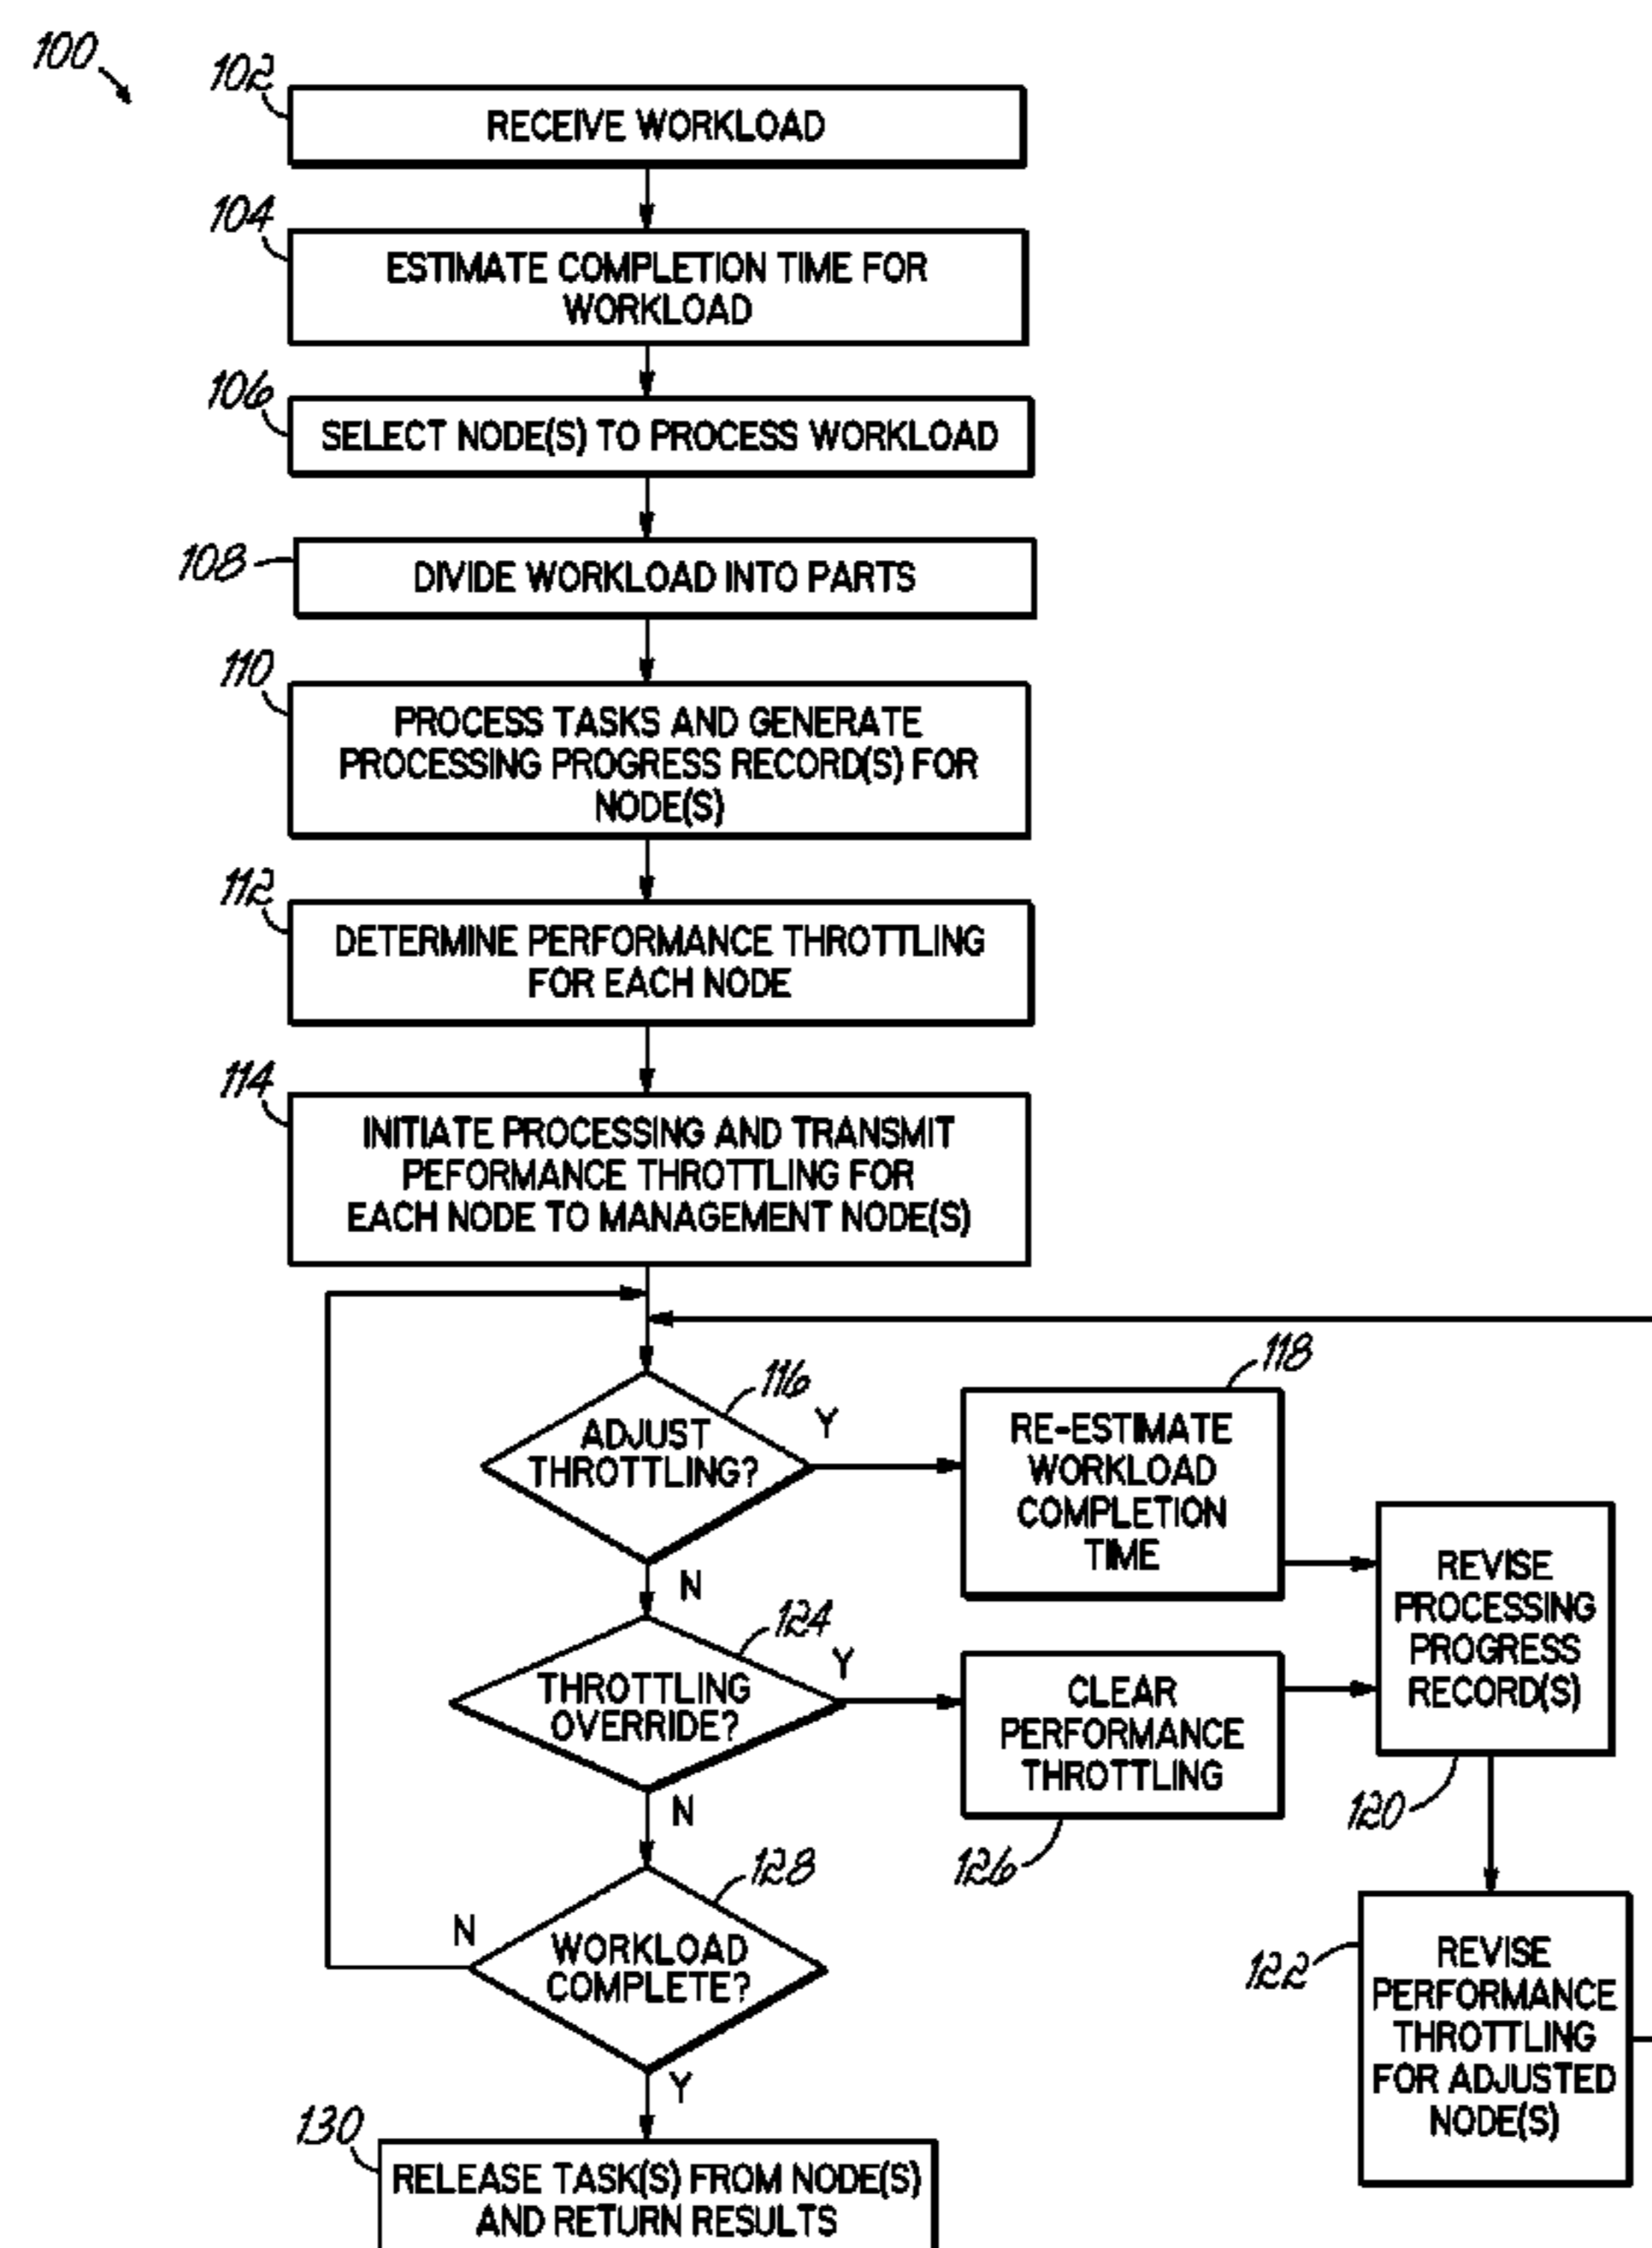 100
102
RECEIVE WORKLOAD
104
ESTIMATE COMPLETION TIME FOR
WORKLOAD
106
SELECT NODE(S) TO PROCESS WORKLOAD
108
DIVIDE WORKLOAD INTO PARTS
110
PROCESS TASKS AND GENERATE
PROCESSING PROGRESS RECORD(S) FOR
NODE(S)
112
DETERMINE PERFORMANCE THROTTLING
FOR EACH NODE
114
INITIATE PROCESSING AND TRANSMIT
PEFORMANCE THROTTLING FOR
EACH NODE TO MANAGEMENT NODE(S)
116
ADJUST
THROTTLING?
Y
N
118
RE-ESTIMATE
WORKLOAD
COMPLETION
TIME
REVISE
PROCESSING
PROGRESS
RECORD(S)
120
124
THROTTLING
OVERRIDE?
Y
N
CLEAR
PERFORMANCE
THROTTLING
126
128
WORKLOAD
COMPLETE?
N
Y
122
REVISE
PERFORMANCE
THROTTLING
FOR ADJUSTED
NODE(S)
130
RELEASE TASK(S) FROM NODE(S)
AND RETURN RESULTS